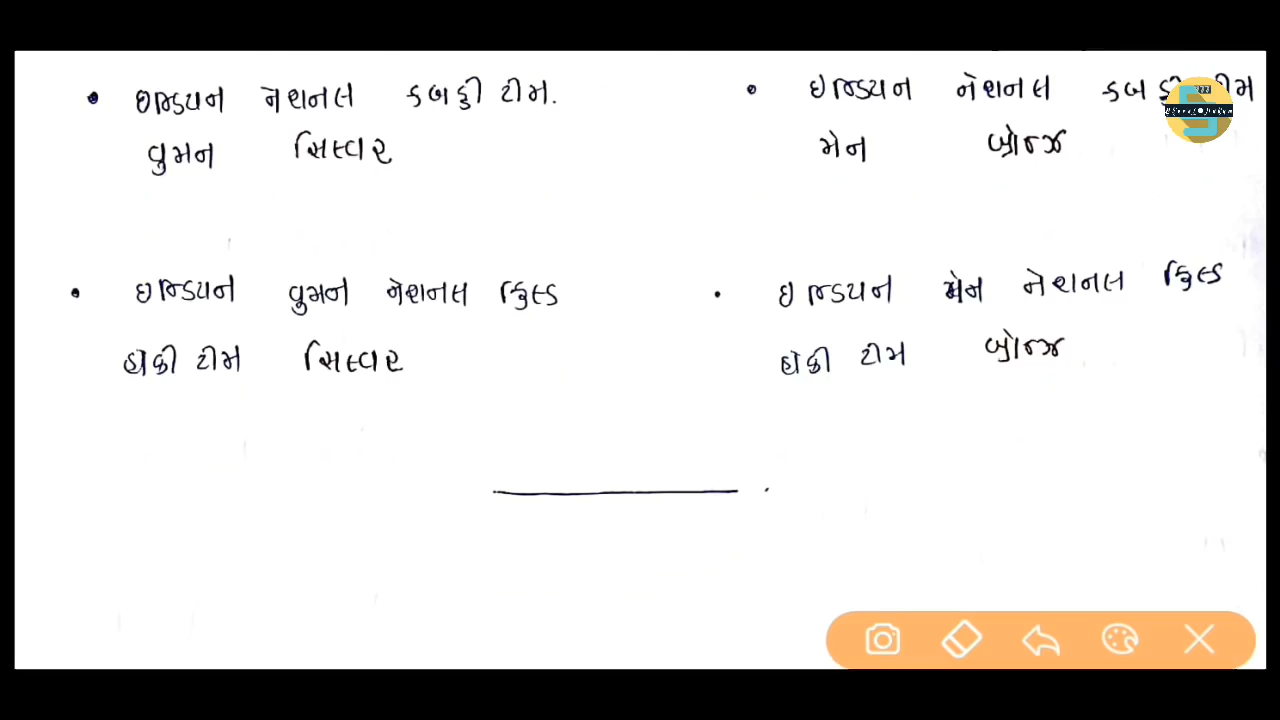 • ઇન્ડિયન નેશનલ કબડ્ડી ટીમ.
વુમન સિલ્વર
• ઇન્ડિયન નેશનલ કબડ્ડી ટીમ
મેન બ્રોન્ઝ
• ઇન્ડિયન વુમન નેશનલ ફિલ્ડ
હૉકી ટીમ સિલ્વર
• ઇન્ડિયન મેન નેશનલ ફિલ્ડ
હૉકી ટીમ બ્રોન્ઝ